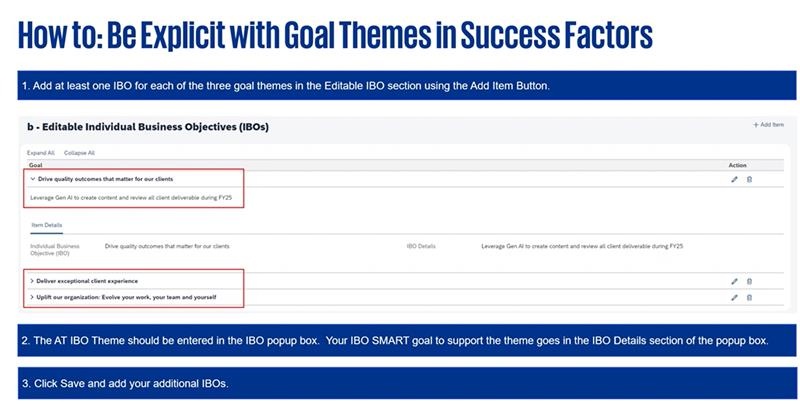 How to: Be Explicit with Goal Themes in Success Factors
1. Add at least one IBO for each of the three goal themes in the Editable IBO section using the Add Item Button.
b - Editable Individual Business Objectives (IBOs)
+ Add Item
Expand All Collapse All
Goal Action
Drive quality outcomes that matter for our clients
Leverage Gen AI to create content and review all client deliverable during FY25
Item Details
Individual Business Drive quality outcomes that matter for our clients IBO Details Leverage Gen AI to create content and review all client deliverable during FY25
Objective (IBO)
Deliver exceptional client experience
Uplift our organization: Evolve your work, your team and yourself
2. The AT IBO Theme should be entered in the IBO popup box. Your IBO SMART goal to support the theme goes in the IBO Details section of the popup box.
3. Click Save and add your additional IBOs.